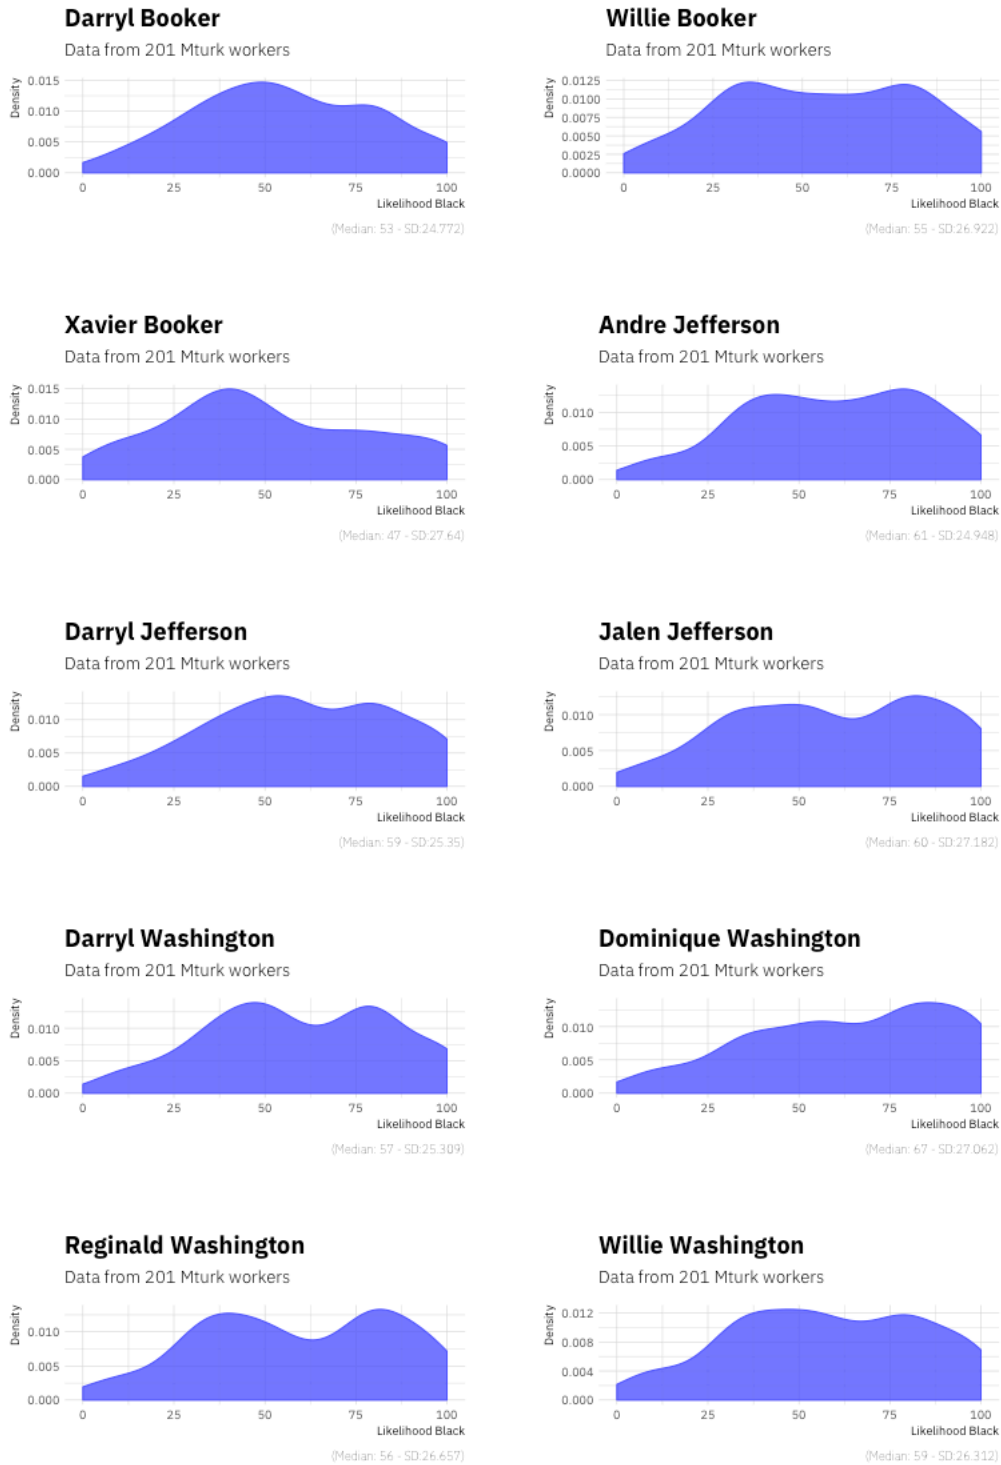 Darryl Booker
Data from 201 Mturk workers
Density
0.015
0.010
0.005
0.000
0 25 50 75 100
Likelihood Black
(Median: 53 - SD:24.772)
Willie Booker
Data from 201 Mturk workers
Density
0.0125
0.0100
0.0075
0.0050
0.0025
0.0000
0 25 50 75 100
Likelihood Black
(Median: 55 - SD:26.922)
Xavier Booker
Data from 201 Mturk workers
Density
0.015
0.010
0.005
0.000
0 25 50 75 100
Likelihood Black
(Median: 47 - SD:27.64)
Andre Jefferson
Data from 201 Mturk workers
Density
0.010
0.005
0.000
0 25 50 75 100
Likelihood Black
(Median: 61 - SD:24.948)
Darryl Jefferson
Data from 201 Mturk workers
Density
0.010
0.005
0.000
0 25 50 75 100
Likelihood Black
(Median: 59 - SD:25.35)
Jalen Jefferson
Data from 201 Mturk workers
Density
0.010
0.005
0.000
0 25 50 75 100
Likelihood Black
(Median: 60 - SD:27.182)
Darryl Washington
Data from 201 Mturk workers
Density
0.010
0.005
0.000
0 25 50 75 100
Likelihood Black
(Median: 57 - SD:25.309)
Dominique Washington
Data from 201 Mturk workers
Density
0.010
0.005
0.000
0 25 50 75 100
Likelihood Black
(Median: 67 - SD:27.062)
Reginald Washington
Data from 201 Mturk workers
Density
0.010
0.005
0.000
0 25 50 75 100
Likelihood Black
(Median: 56 - SD:26.657)
Willie Washington
Data from 201 Mturk workers
Density
0.012
0.008
0.004
0.000
0 25 50 75 100
Likelihood Black
(Median: 59 - SD:26.312)